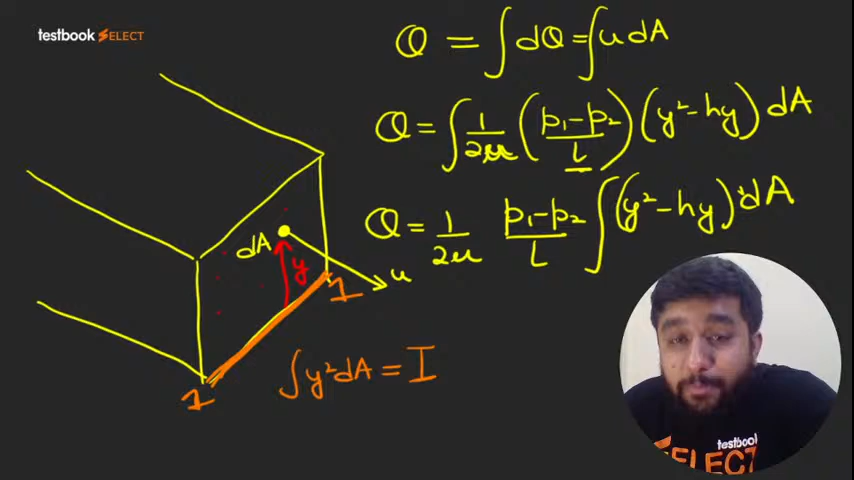 testbook SELECT
Q = ∫dQ = ∫u dA
Q = ∫ 1/2μ (p₁-p₂/L) (y²-hy) dA
Q = 1/2μ p₁-p₂/L ∫(y²-hy) dA
dA
y
u
1
1
∫y²dA = I
testbook
SELECT